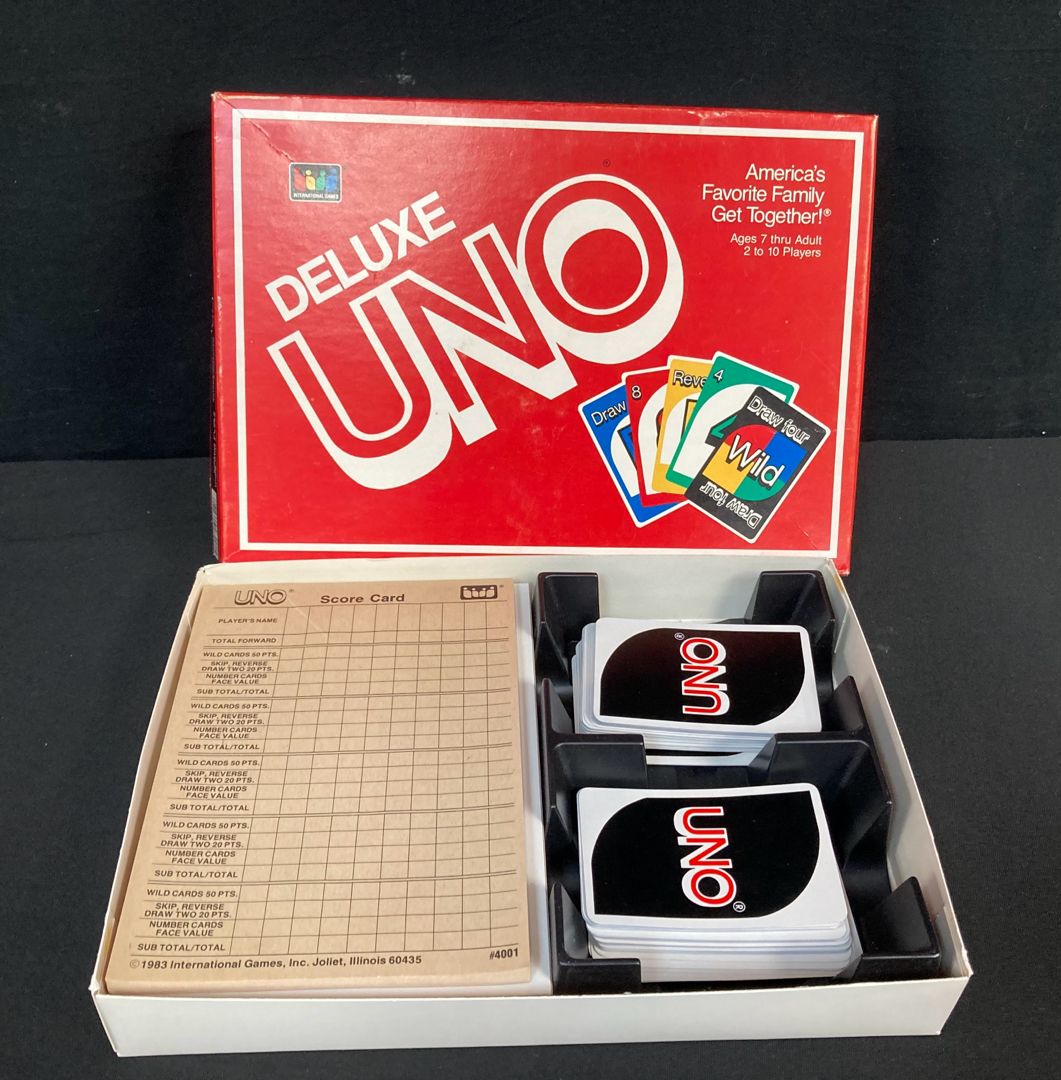 INTERNATIONAL GAMES
DELUXE
UNO
®
America's
Favorite Family
Get Together!®
Ages 7 thru Adult
2 to 10 Players
Draw
8
Reve
4
Draw four
Wild
Draw four
UNO® Score Card ®
PLAYER'S NAME
TOTAL FORWARD
WILD CARDS 50 PTS.
SKIP, REVERSE
DRAW TWO 20 PTS.
NUMBER CARDS
FACE VALUE
SUB TOTAL/TOTAL
WILD CARDS 50 PTS.
SKIP, REVERSE
DRAW TWO 20 PTS.
NUMBER CARDS
FACE VALUE
SUB TOTAL/TOTAL
WILD CARDS 50 PTS.
SKIP, REVERSE
DRAW TWO 20 PTS.
NUMBER CARDS
FACE VALUE
SUB TOTAL/TOTAL
WILD CARDS 50 PTS.
SKIP, REVERSE
DRAW TWO 20 PTS.
NUMBER CARDS
FACE VALUE
SUB TOTAL/TOTAL
WILD CARDS 50 PTS.
SKIP, REVERSE
DRAW TWO 20 PTS.
NUMBER CARDS
FACE VALUE
SUB TOTAL/TOTAL
©1983 International Games, Inc. Joliet, Illinois 60435 #4001
UNO®
UNO®